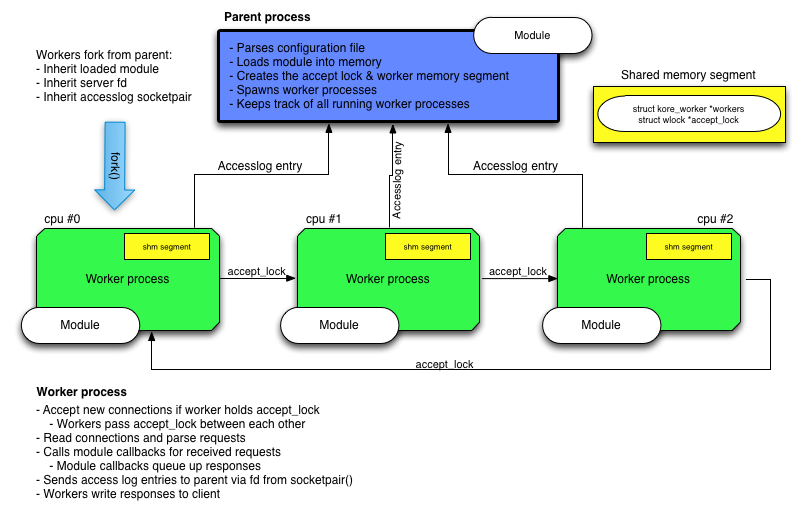 Parent process
Module
Workers fork from parent:
- Inherit loaded module
- Inherit server fd
- Inherit accesslog socketpair
- Parses configuration file
- Loads module into memory
- Creates the accept lock & worker memory segment
- Spawns worker processes
- Keeps track of all running worker processes
Shared memory segment
struct kore_worker *workers
struct wlock *accept_lock
fork()
Accesslog entry
Accesslog entry
Accesslog entry
cpu #0
cpu #1
cpu #2
shm segment
shm segment
shm segment
Worker process
accept_lock
Worker process
accept_lock
Worker process
Module
Module
Module
accept_lock
Worker process
- Accept new connections if worker holds accept_lock
- Workers pass accept_lock between each other
- Read connections and parse requests
- Calls module callbacks for received requests
- Module callbacks queue up responses
- Sends access log entries to parent via fd from socketpair()
- Workers write responses to client